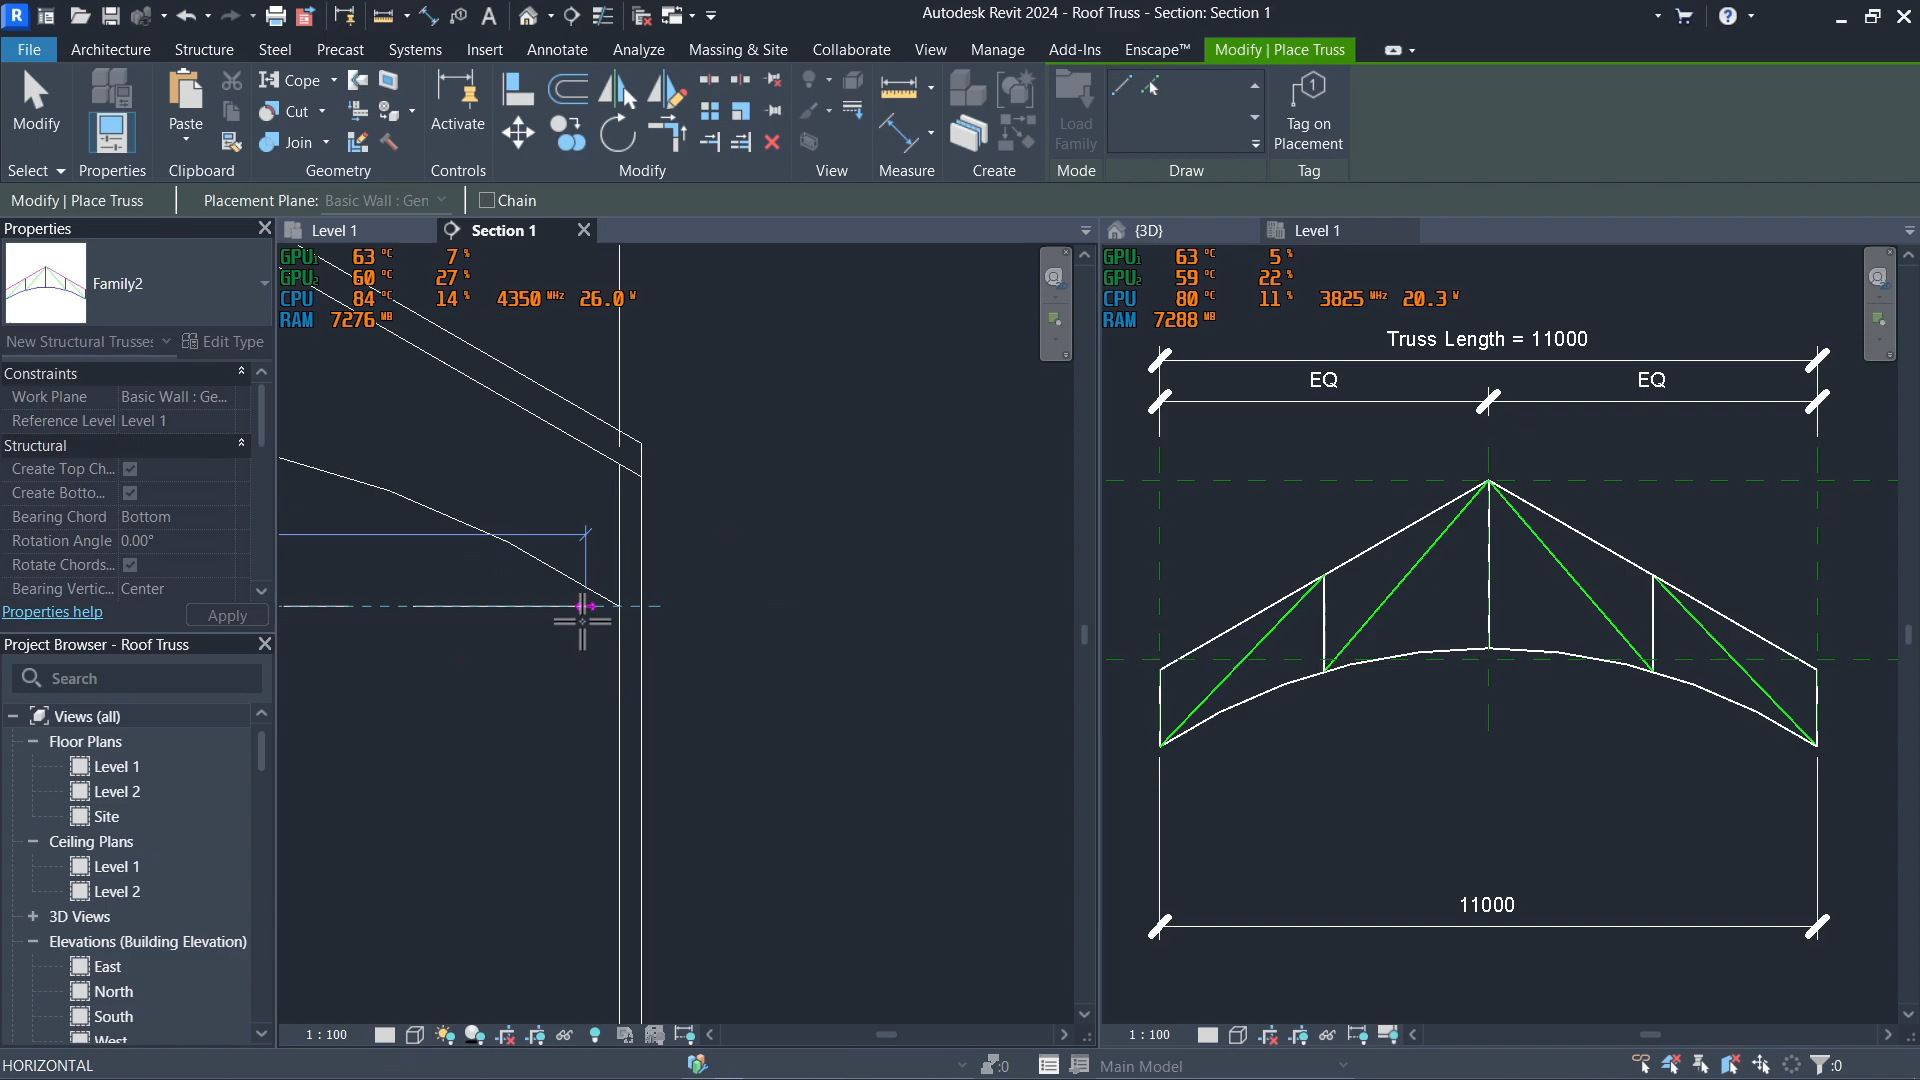 Autodesk Revit 2024 - Roof Truss - Section: Section 1
File Architecture Structure Steel Precast Systems Insert Annotate Analyze Massing & Site Collaborate View Manage Add-Ins Enscape™ Modify | Place Truss
Modify
Paste
Cope
Cut
Join
Activate
Load
Family
Tag on
Placement
Select Properties Clipboard Geometry Controls Modify View Measure Create Mode Draw Tag
Modify | Place Truss Placement Plane: Basic Wall : Gen Chain
Properties
Family2
New Structural Trusses Edit Type
Constraints
Work Plane Basic Wall : Ge...
Reference Level Level 1
Structural
Create Top Ch...
Create Botto...
Bearing Chord Bottom
Rotation Angle 0.00°
Rotate Chords...
Bearing Vertic... Center
Properties help Apply
Project Browser - Roof Truss
Search
Views (all)
Floor Plans
Level 1
Level 2
Site
Ceiling Plans
Level 1
Level 2
3D Views
Elevations (Building Elevation)
East
North
South
West
Level 1 Section 1
GPU1 63 °C 7 %
GPU2 60 °C 27 %
CPU 84 °C 14 % 4350 MHz 26.0 W
RAM 7276 MB
1 : 100
{3D} Level 1
GPU1 63 °C 5 %
GPU2 59 °C 22 %
CPU 80 °C 11 % 3825 MHz 20.3 W
RAM 7288 MB
Truss Length = 11000
EQ EQ
11000
1 : 100
HORIZONTAL :0 Main Model :0